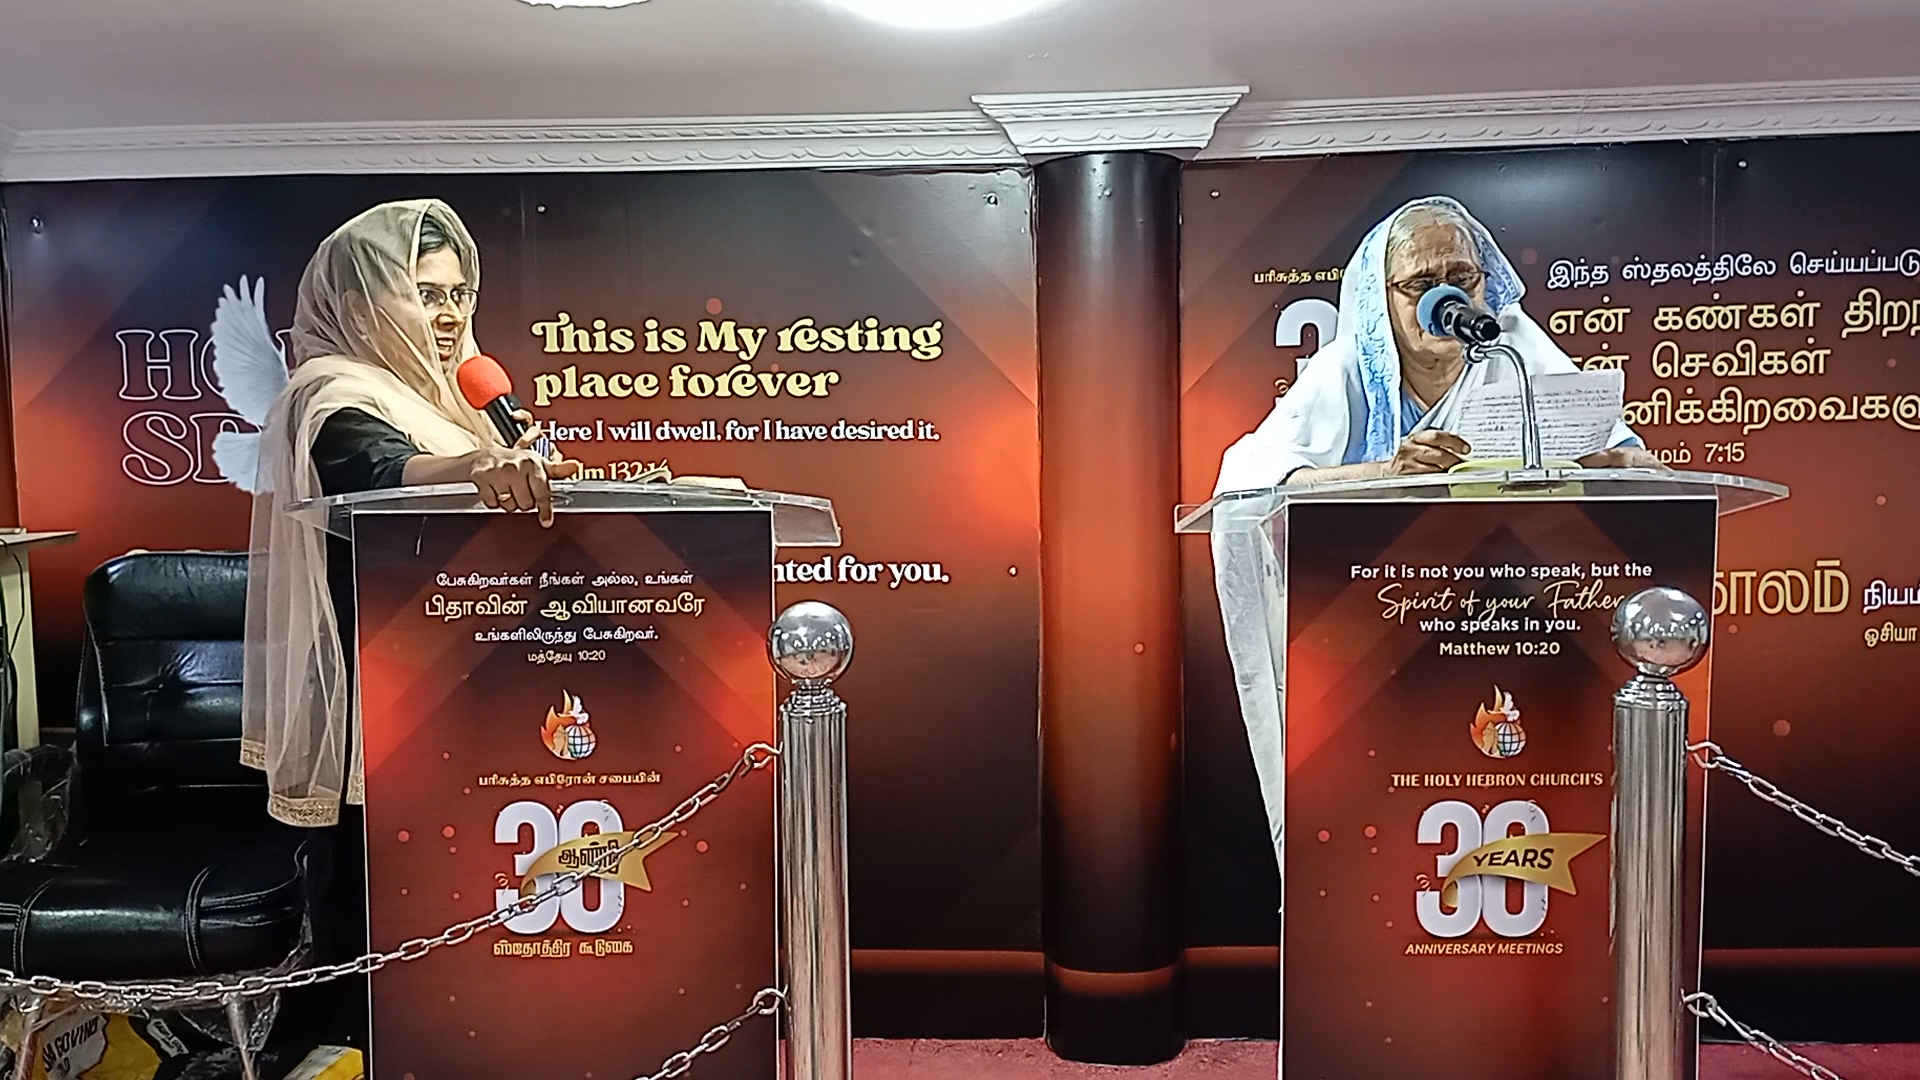 This is My resting
place forever
Here I will dwell, for I have desired it.
132:14
for you.
இந்த ஸ்தலத்திலே
என் கண்கள்
செவிகள்
7:15
பேசுகிறவர்கள் நீங்கள் அல்ல, உங்கள்
பிதாவின் ஆவியானவரே
உங்களிலிருந்து பேசுகிறவர்.
மத்தேயு 10:20
பரிசுத்த எபிரோன் சபையின்
30
ஆண்டு
ஸ்தோத்திர கூடுகை
For it is not you who speak, but the
Spirit of your Father
who speaks in you.
Matthew 10:20
THE HOLY HEBRON CHURCH'S
30
YEARS
ANNIVERSARY MEETINGS